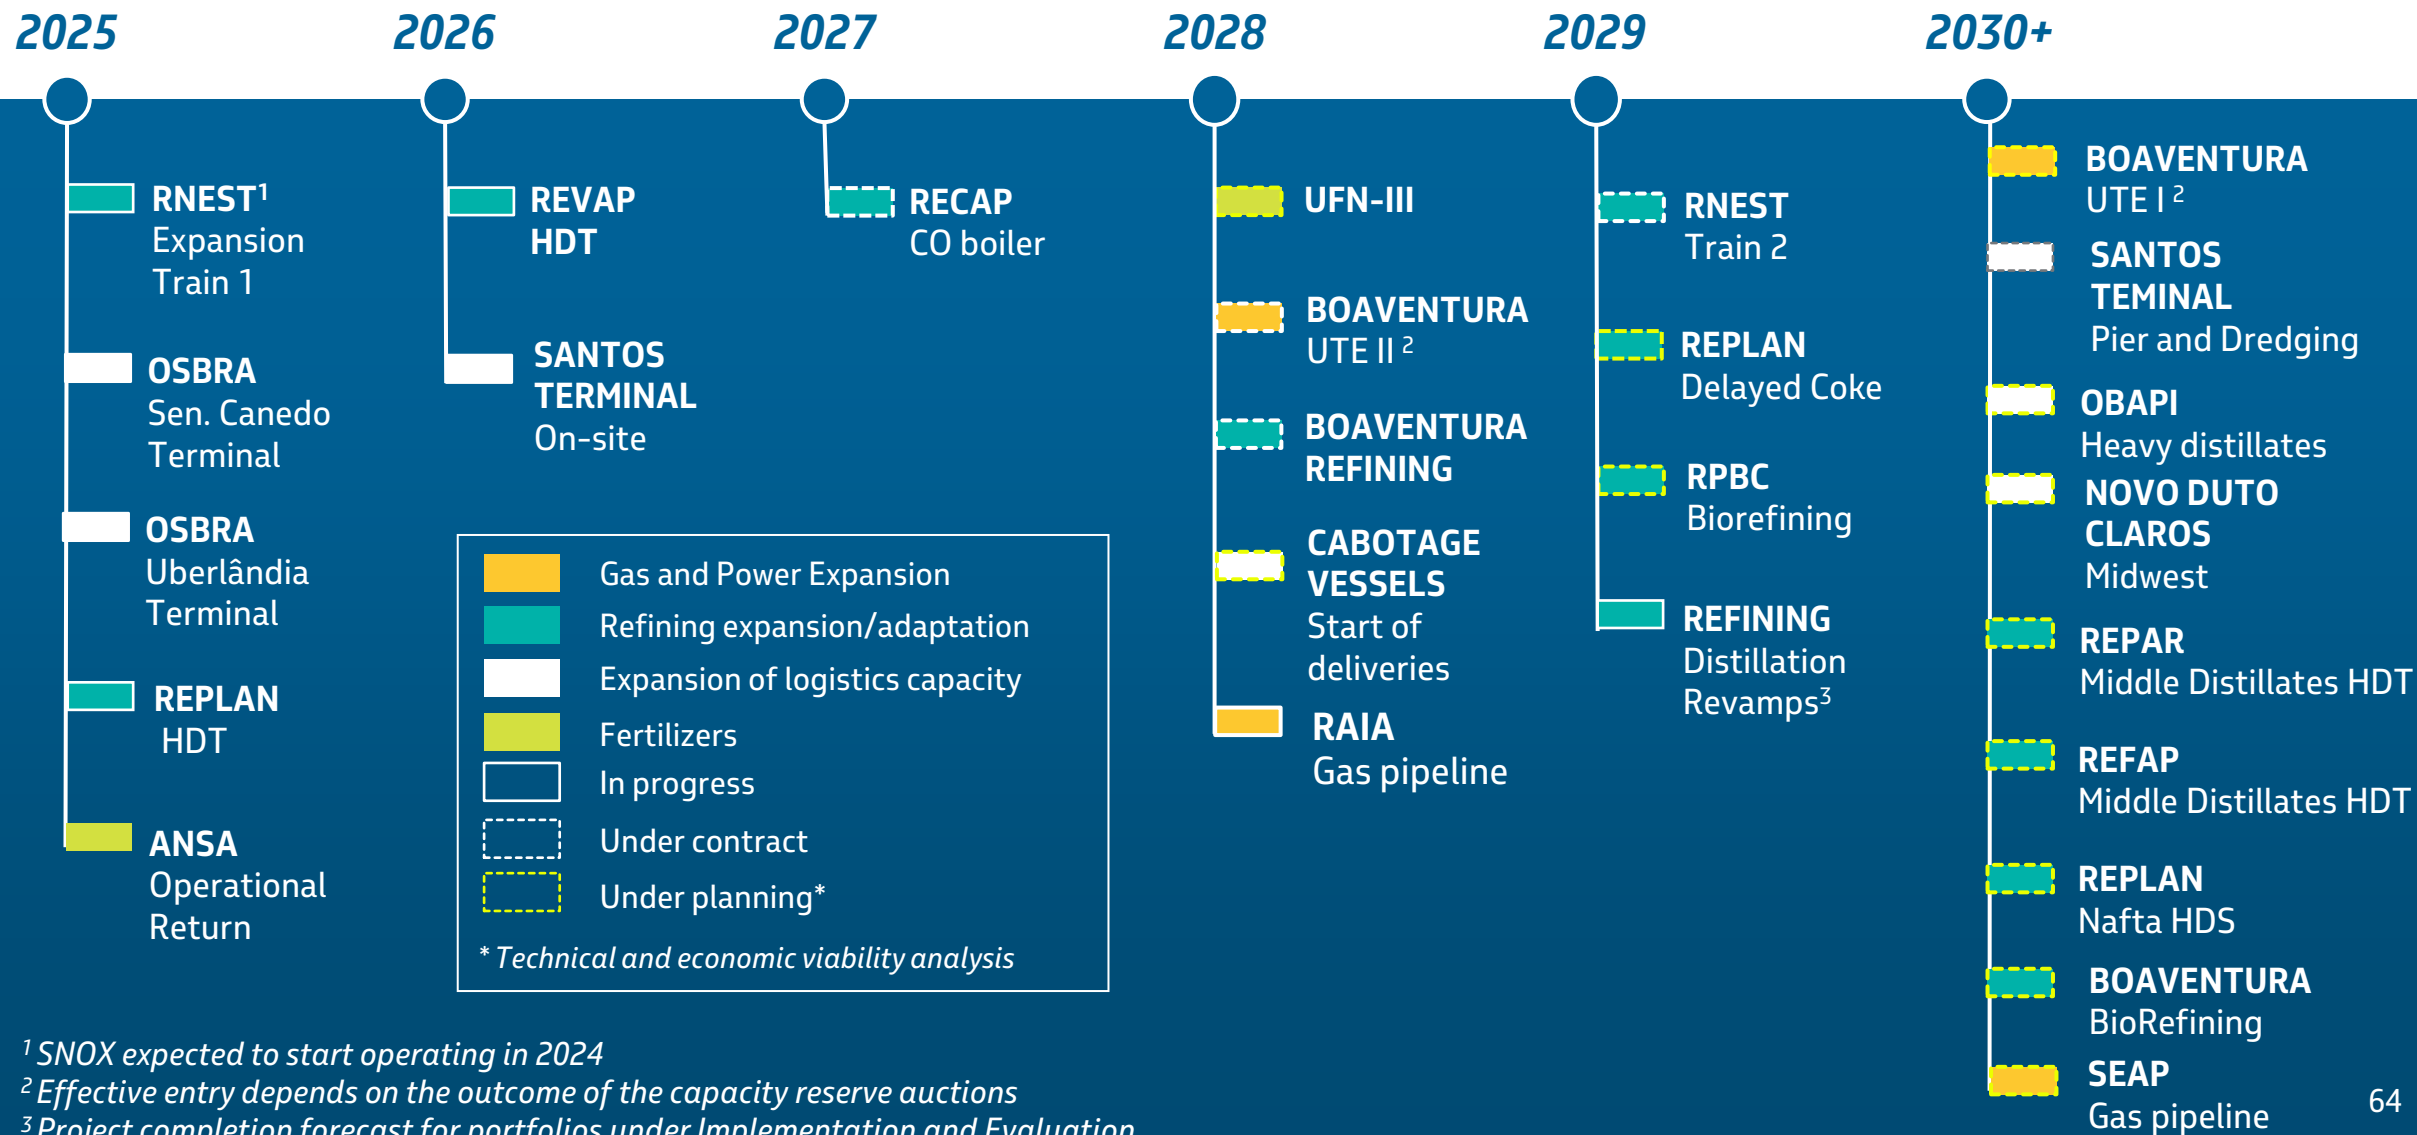 2025
2026
2027
2028
2029
2030+
RNEST¹
Expansion
Train 1
OSBRA
Sen. Canedo
Terminal
OSBRA
Uberlândia
Terminal
REPLAN
HDT
ANSA
Operational
Return
REVAP
HDT
SANTOS
TERMINAL
On-site
RECAP
CO boiler
UFN-III
BOAVENTURA
UTE II ²
BOAVENTURA
REFINING
CABOTAGE
VESSELS
Start of
deliveries
RAIA
Gas pipeline
RNEST
Train 2
REPLAN
Delayed Coke
RPBC
Biorefining
REFINING
Distillation
Revamps³
BOAVENTURA
UTE I ²
SANTOS
TEMINAL
Pier and Dredging
OBAPI
Heavy distillates
NOVO DUTO
CLAROS
Midwest
REPAR
Middle Distillates HDT
REFAP
Middle Distillates HDT
REPLAN
Nafta HDS
BOAVENTURA
BioRefining
SEAP
Gas pipeline
Gas and Power Expansion
Refining expansion/adaptation
Expansion of logistics capacity
Fertilizers
In progress
Under contract
Under planning*
* Technical and economic viability analysis
¹ SNOX expected to start operating in 2024
² Effective entry depends on the outcome of the capacity reserve auctions
³ Project completion forecast for portfolios under Implementation and Evaluation
64